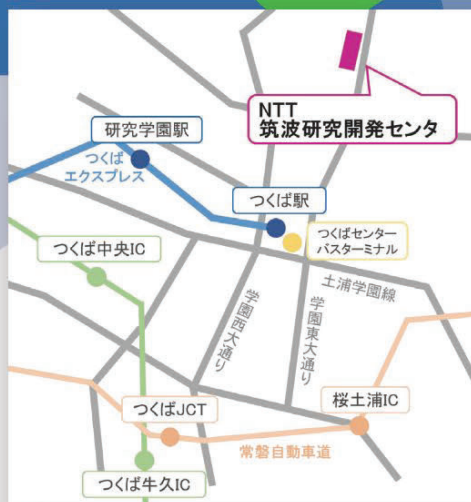 NTT
筑波研究開発センタ
研究学園駅
つくば
エクスプレス
つくば駅
つくばセンター
バスターミナル
つくば中央IC
土浦学園線
学園西大通り
学園東大通り
桜土浦IC
つくばJCT
常磐自動車道
つくば牛久IC